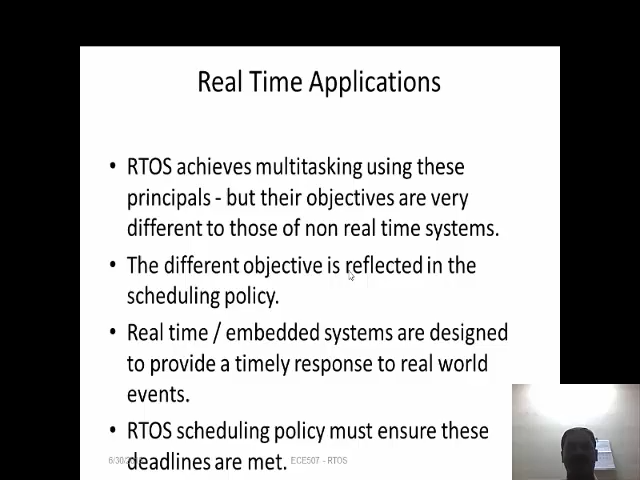 Real Time Applications
• RTOS achieves multitasking using these
principals - but their objectives are very
different to those of non real time systems.
• The different objective is reflected in the
scheduling policy.
• Real time / embedded systems are designed
to provide a timely response to real world
events.
• RTOS scheduling policy must ensure these
deadlines are met.
6/30/
ECE507 - RTOS